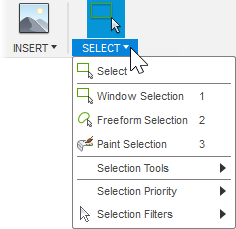 INSERT SELECT
Select
Window Selection 1
Freeform Selection 2
Paint Selection 3
Selection Tools
Selection Priority
Selection Filters